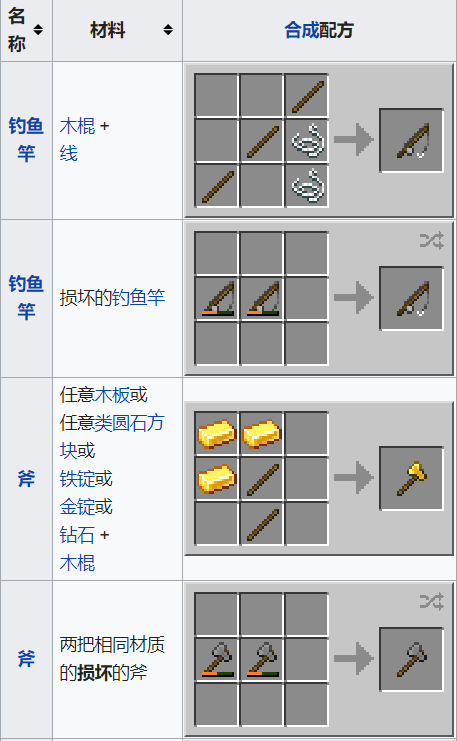 名
称
材料
合成配方
钓鱼
竿
木棍 +
线
钓鱼
竿
损坏的钓鱼竿
斧
任意木板或
任意类圆石方
块或
铁锭或
金锭或
钻石 +
木棍
斧
两把相同材质
的损坏的斧